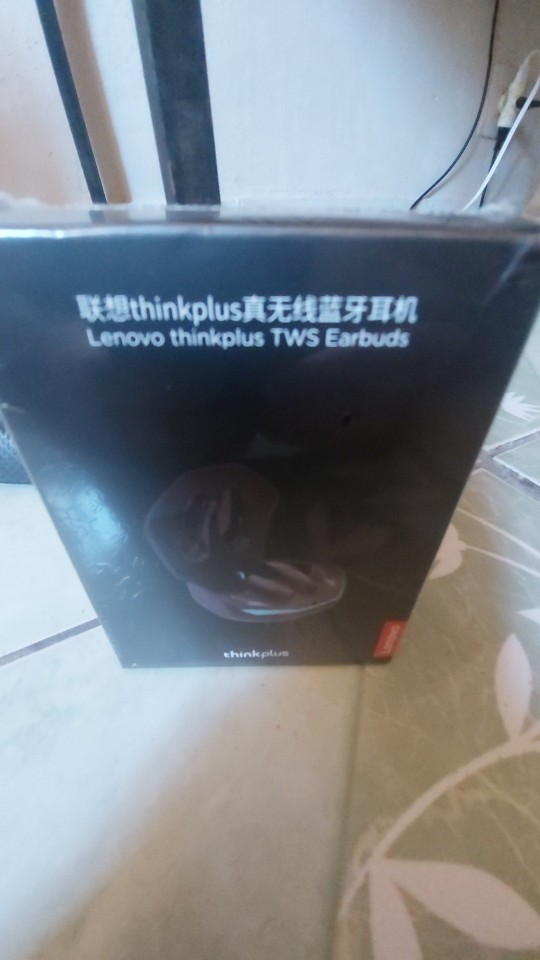 联想thinkplus真无线蓝牙耳机
Lenovo thinkplus TWS Earbuds
thinkplus
Lenovo